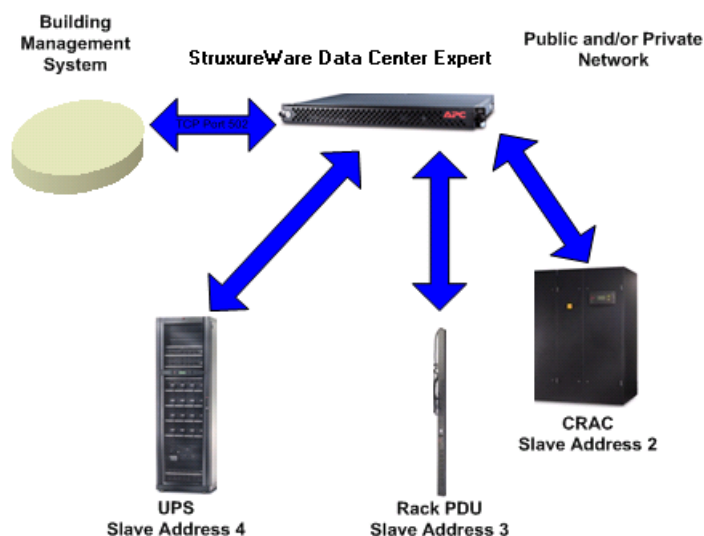 Building
Management
System
StruxureWare Data Center Expert
Public and/or Private
Network
TCP Port 502
APC
CRAC
Slave Address 2
UPS
Slave Address 4
Rack PDU
Slave Address 3